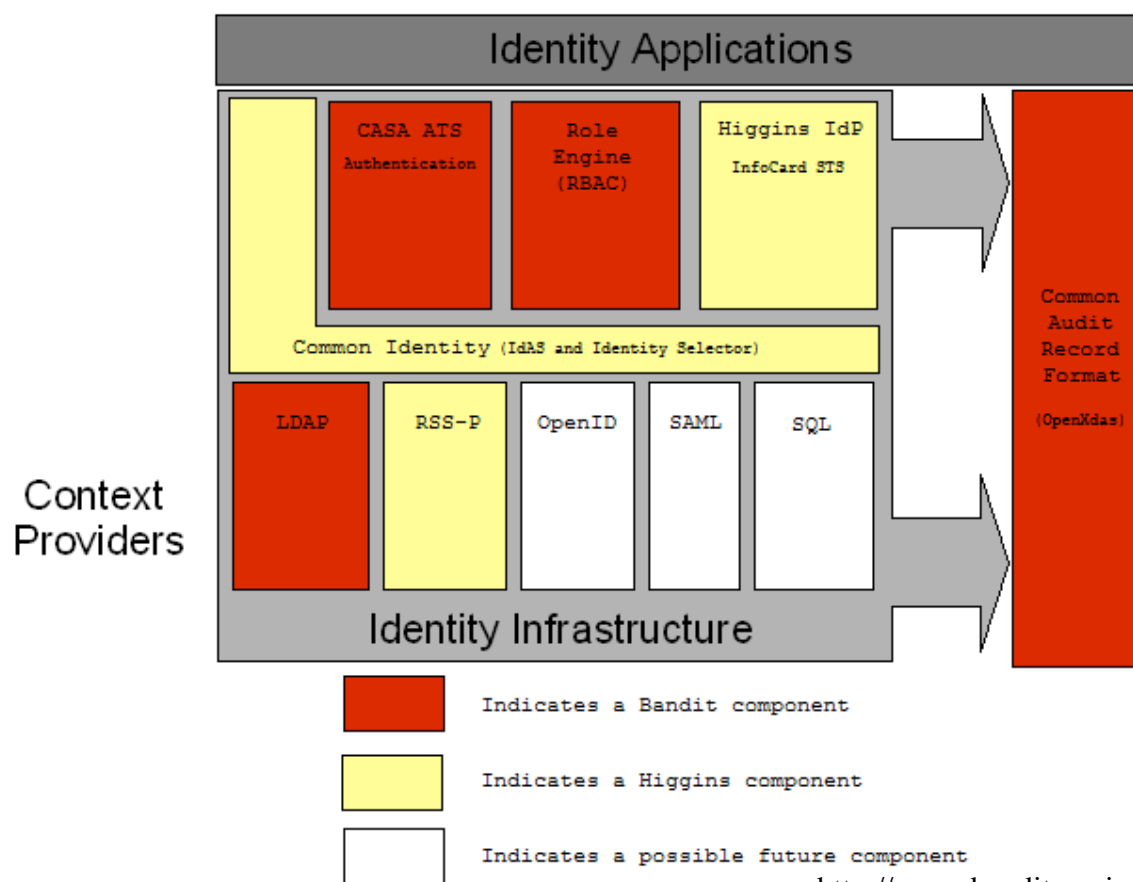 Identity Applications
CASA ATS
Authentication
Role
Engine
(RBAC)
Higgins IdP
InfoCard STS
Common
Audit
Record
Format
(OpenXdas)
Common Identity (IdAS and Identity Selector)
LDAP
RSS-P
OpenID
SAML
SQL
Context
Providers
Identity Infrastructure
Indicates a Bandit component
Indicates a Higgins component
Indicates a possible future component